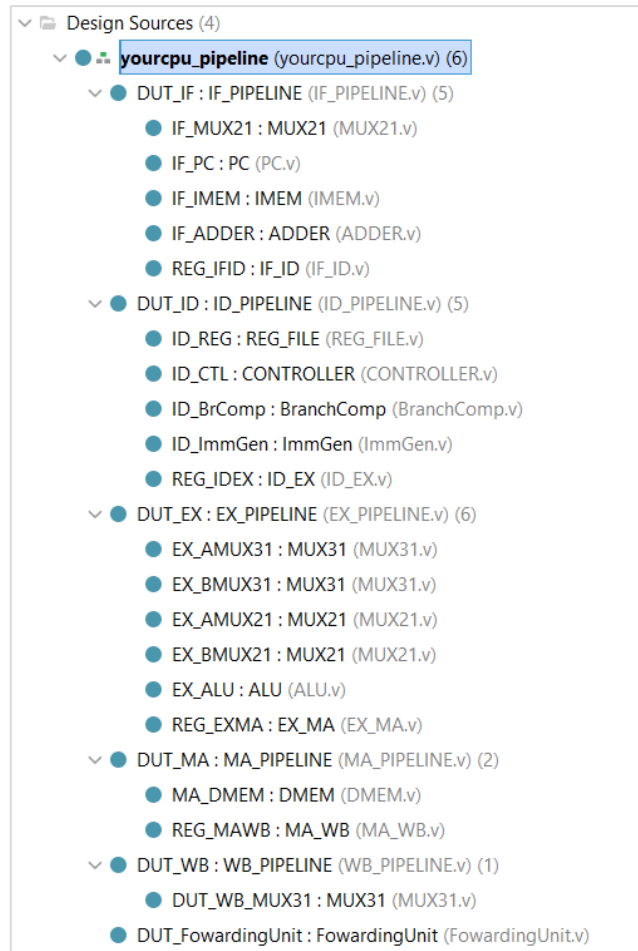 Design Sources (4)
yourcpu_pipeline (yourcpu_pipeline.v) (6)
DUT_IF : IF_PIPELINE (IF_PIPELINE.v) (5)
IF_MUX21 : MUX21 (MUX21.v)
IF_PC : PC (PC.v)
IF_IMEM : IMEM (IMEM.v)
IF_ADDER : ADDER (ADDER.v)
REG_IFID : IF_ID (IF_ID.v)
DUT_ID : ID_PIPELINE (ID_PIPELINE.v) (5)
ID_REG : REG_FILE (REG_FILE.v)
ID_CTL : CONTROLLER (CONTROLLER.v)
ID_BrComp : BranchComp (BranchComp.v)
ID_ImmGen : ImmGen (ImmGen.v)
REG_IDEX : ID_EX (ID_EX.v)
DUT_EX : EX_PIPELINE (EX_PIPELINE.v) (6)
EX_AMUX31 : MUX31 (MUX31.v)
EX_BMUX31 : MUX31 (MUX31.v)
EX_AMUX21 : MUX21 (MUX21.v)
EX_BMUX21 : MUX21 (MUX21.v)
EX_ALU : ALU (ALU.v)
REG_EXMA : EX_MA (EX_MA.v)
DUT_MA : MA_PIPELINE (MA_PIPELINE.v) (2)
MA_DMEM : DMEM (DMEM.v)
REG_MAWB : MA_WB (MA_WB.v)
DUT_WB : WB_PIPELINE (WB_PIPELINE.v) (1)
DUT_WB_MUX31 : MUX31 (MUX31.v)
DUT_FowardingUnit : FowardingUnit (FowardingUnit.v)